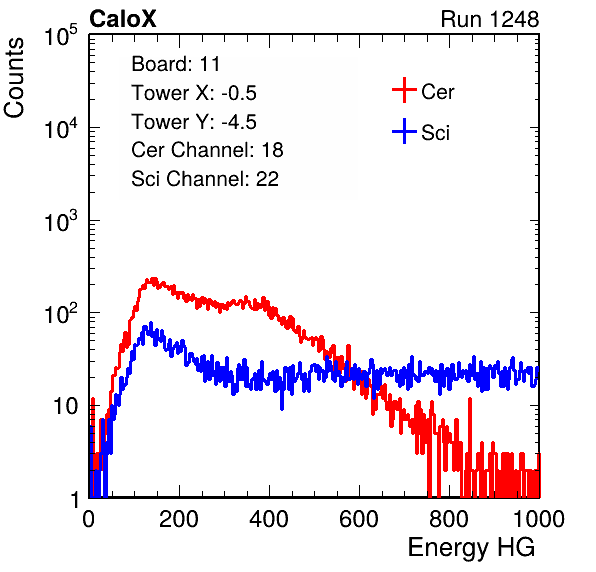 CaloX
Run 1248
Counts
Board: 11
Tower X: -0.5
Tower Y: -4.5
Cer Channel: 18
Sci Channel: 22
Cer
Sci
10^5
10^4
10^3
10^2
10
1
0 200 400 600 800 1000
Energy HG